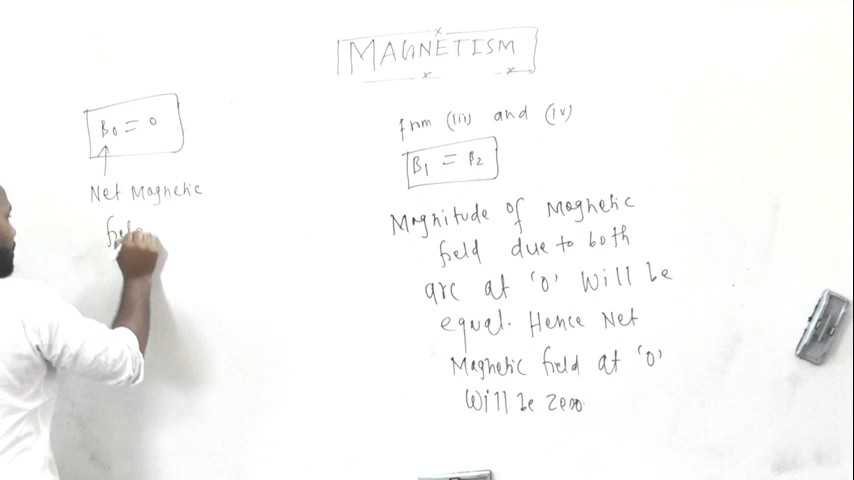 MAGNETISM
B0 = 0
Net Magnetic
field
from (iii) and (iv)
B1 = B2
Magnitude of Magnetic
field due to both
arc at 'O' will be
equal. Hence Net
Magnetic field at 'O'
will be zero